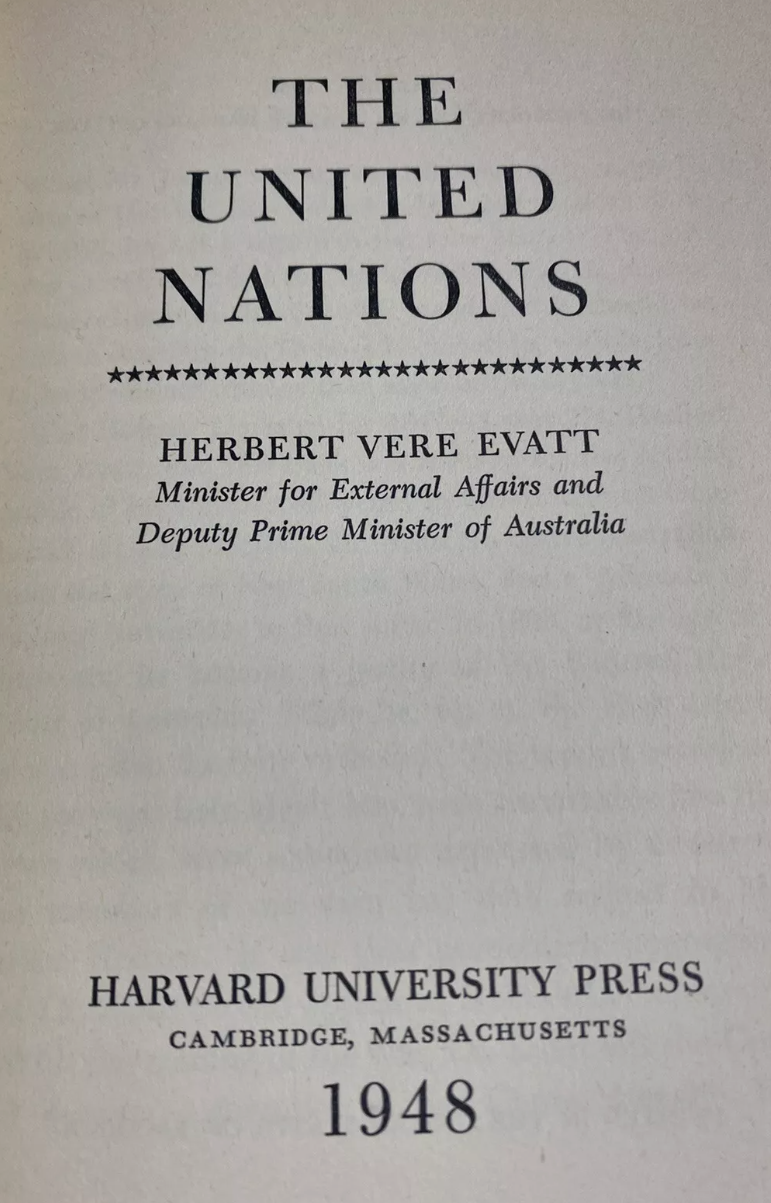 THE
UNITED
NATIONS
★★★★★★★★★★★★★★★★★★★★★★★★★★★★
HERBERT VERE EVATT
Minister for External Affairs and
Deputy Prime Minister of Australia
HARVARD UNIVERSITY PRESS
CAMBRIDGE, MASSACHUSETTS
1948